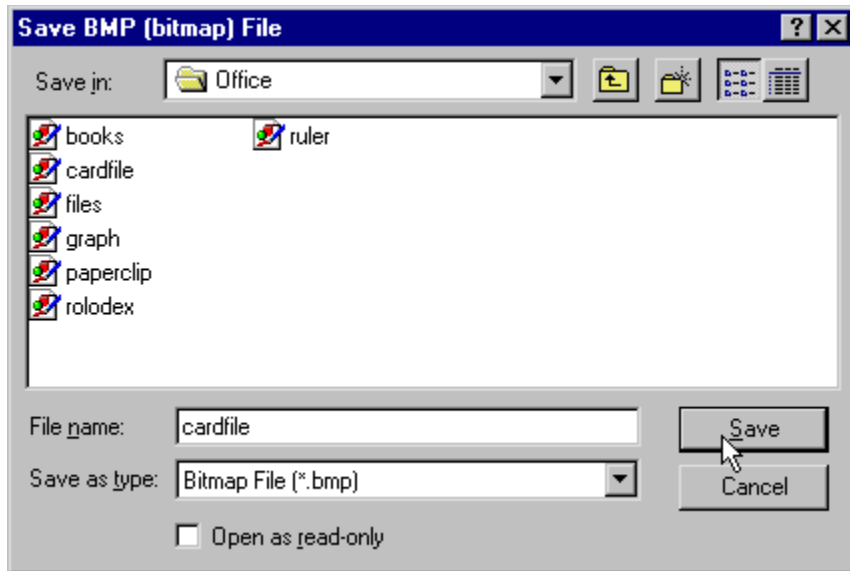 Save BMP (bitmap) File ? X
Save in: Office
books ruler
cardfile
files
graph
paperclip
rolodex
File name: cardfile Save
Save as type: Bitmap File (*.bmp) Cancel
Open as read-only